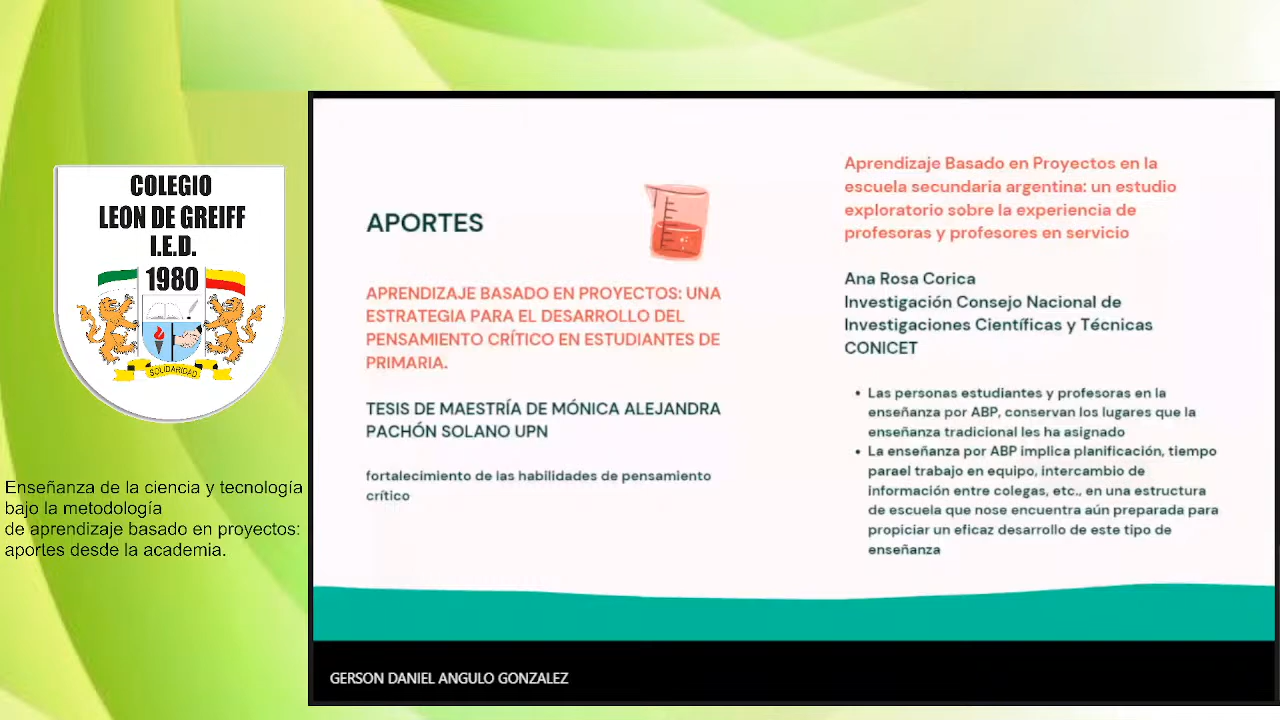 COLEGIO
LEON DE GREIFF
I.E.D.
1980
SOLIDARIDAD
Enseñanza de la ciencia y tecnología
bajo la metodología
de aprendizaje basado en proyectos:
aportes desde la academia.
APORTES
APRENDIZAJE BASADO EN PROYECTOS: UNA
ESTRATEGIA PARA EL DESARROLLO DEL
PENSAMIENTO CRÍTICO EN ESTUDIANTES DE
PRIMARIA.
TESIS DE MAESTRÍA DE MÓNICA ALEJANDRA
PACHÓN SOLANO UPN
fortalecimiento de las habilidades de pensamiento
crítico
Aprendizaje Basado en Proyectos en la
escuela secundaria argentina: un estudio
exploratorio sobre la experiencia de
profesoras y profesores en servicio
Ana Rosa Corica
Investigación Consejo Nacional de
Investigaciones Científicas y Técnicas
CONICET
• Las personas estudiantes y profesoras en la
enseñanza por ABP, conservan los lugares que la
enseñanza tradicional les ha asignado
• La enseñanza por ABP implica planificación, tiempo
parael trabajo en equipo, intercambio de
información entre colegas, etc., en una estructura
de escuela que nose encuentra aún preparada para
propiciar un eficaz desarrollo de este tipo de
enseñanza
GERSON DANIEL ANGULO GONZALEZ